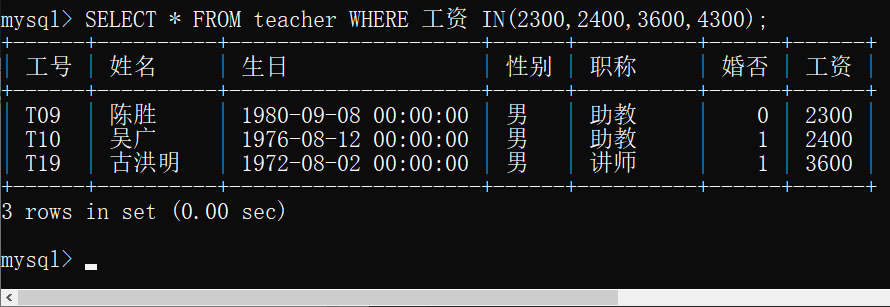 mysql> SELECT * FROM teacher WHERE 工资 IN(2300,2400,3600,4300);
+------+----------+---------------------+------+----------+------+------+
| 工号 | 姓名 | 生日 | 性别 | 职称 | 婚否 | 工资 |
+------+----------+---------------------+------+----------+------+------+
| T09 | 陈胜 | 1980-09-08 00:00:00 | 男 | 助教 | 0 | 2300 |
| T10 | 吴广 | 1976-08-12 00:00:00 | 男 | 助教 | 1 | 2400 |
| T19 | 古洪明 | 1972-08-02 00:00:00 | 男 | 讲师 | 1 | 3600 |
+------+----------+---------------------+------+----------+------+------+
3 rows in set (0.00 sec)
mysql>